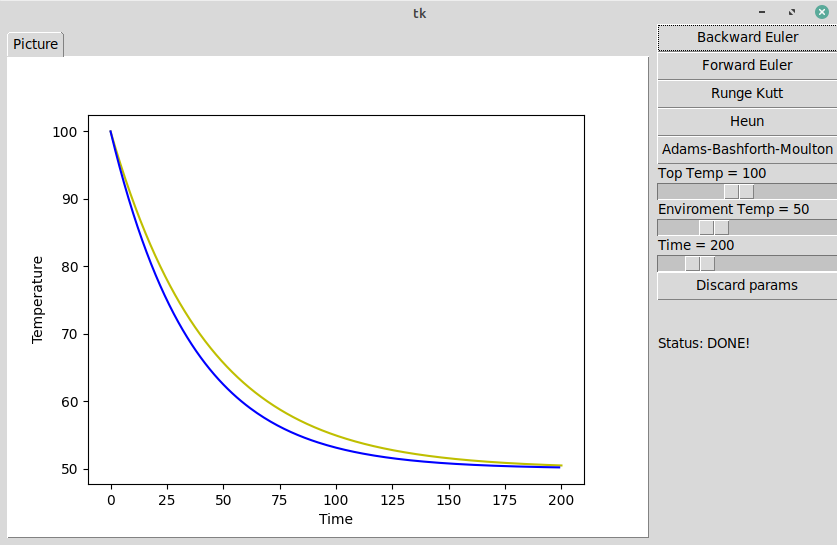 tk
Picture
Backward Euler
Forward Euler
Runge Kutt
Heun
Adams-Bashforth-Moulton
Top Temp = 100
Enviroment Temp = 50
Time = 200
Discard params
Status: DONE!
100
90
80
70
60
50
Temperature
0 25 50 75 100 125 150 175 200
Time